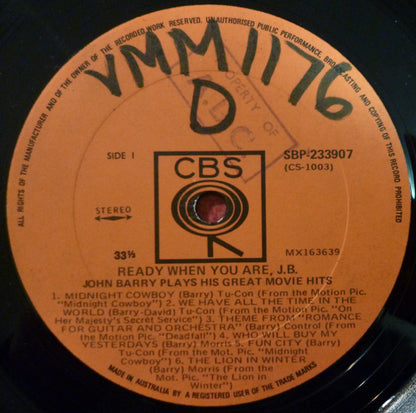 ALL RIGHTS OF THE MANUFACTURER AND OF THE OWNER OF THE RECORDED WORK RESERVED. UNAUTHORISED PUBLIC PERFORMANCE, BROADCASTING AND COPYING OF THIS RECORD PROHIBITED
VMM1176
D
PROPERTY OF
SIDE I
CBS
SBP-233907
(CS-1003)
STEREO
33⅓
MX163639
READY WHEN YOU ARE, J.B.
JOHN BARRY PLAYS HIS GREAT MOVIE HITS
1. MIDNIGHT COWBOY (Barry) Tu-Con (From the Motion Pic.
"Midnight Cowboy") 2. WE HAVE ALL THE TIME IN THE
WORLD (Barry-David) Tu-Con (From the Motion Pic. "On
Her Majesty's Secret Service") 3. THEME FROM "ROMANCE
FOR GUITAR AND ORCHESTRA" (Barry) Control (From the
Motion Pic. "Deadfall") 4. WHO WILL BUY MY
YESTERDAYS (Barry) Morris 5. FUN CITY (Barry)
Tu-Con (From the Mot. Pic. "Midnight
Cowboy") 6. THE LION IN WINTER
(Barry) Morris (From the Mot.
Pic. "The Lion in
Winter")
MADE IN AUSTRALIA BY A REGISTERED USER OF THE TRADE MARKS